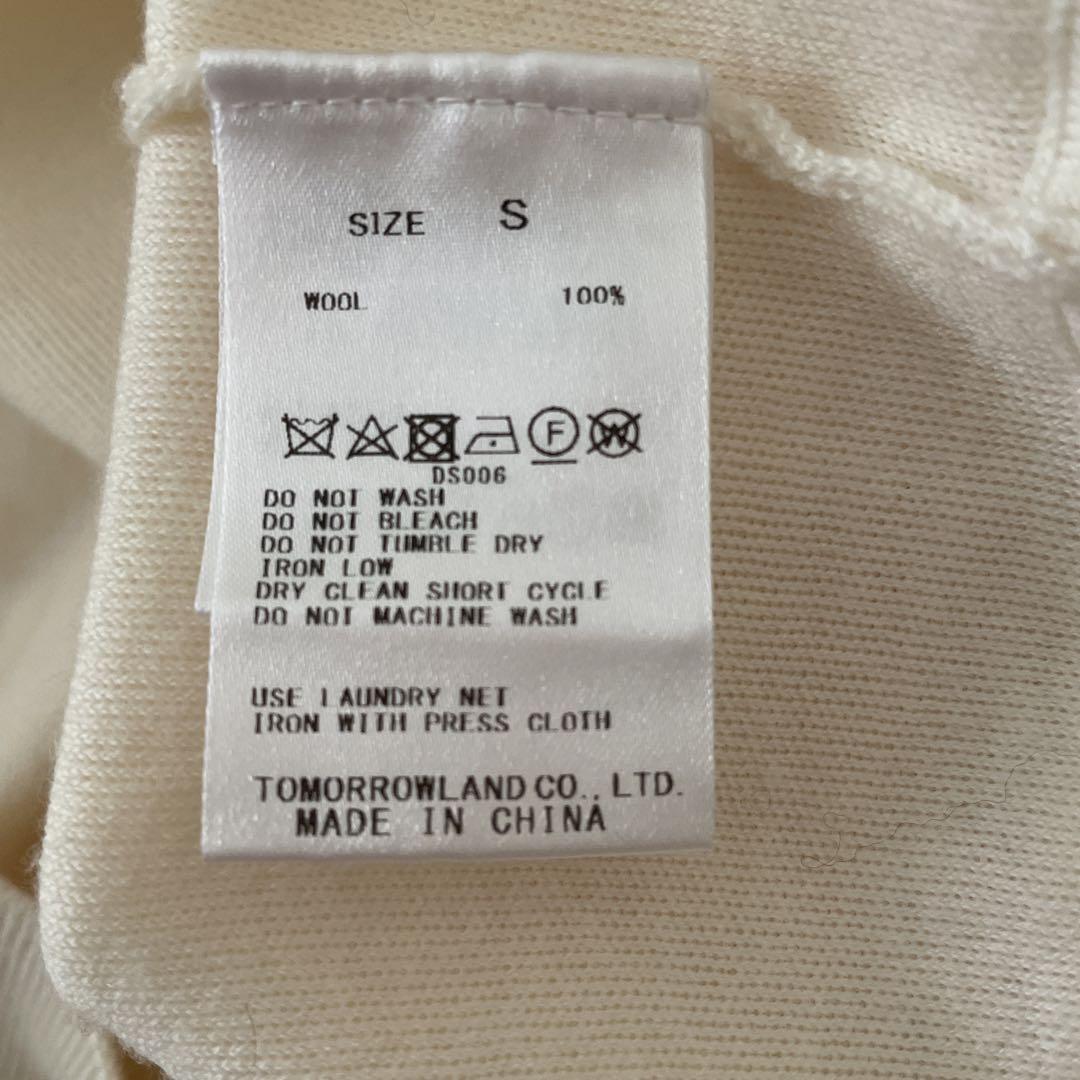 SIZE S
WOOL 100%
F W
DS006
DO NOT WASH
DO NOT BLEACH
DO NOT TUMBLE DRY
IRON LOW
DRY CLEAN SHORT CYCLE
DO NOT MACHINE WASH
USE LAUNDRY NET
IRON WITH PRESS CLOTH
TOMORROWLAND CO., LTD.
MADE IN CHINA